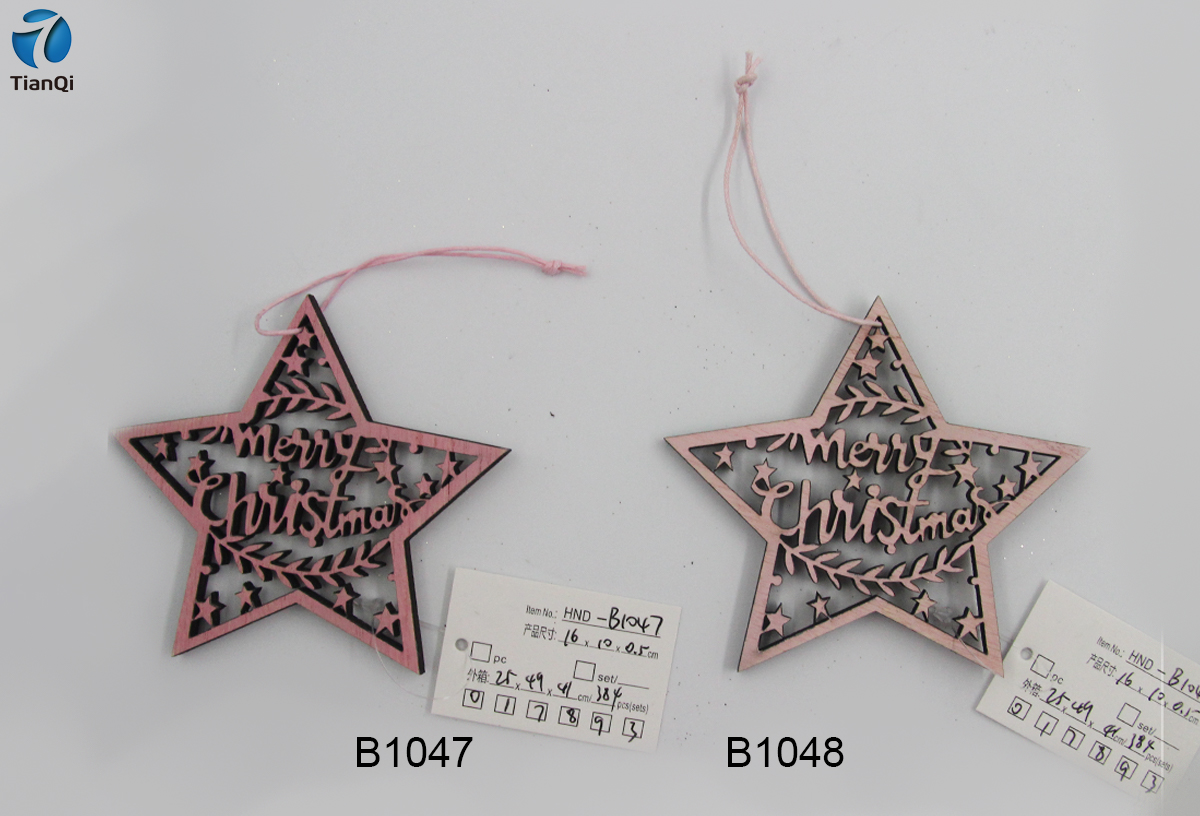 TianQi
merry
Christmas
merry
Christmas
Item No.: HND-B1047
产品尺寸: 16 x 10 x 0.5 cm
pc
set/
外箱: 25 x 49 x 41 cm/ 384 pcs(sets)
0 1 7 8 9 3
Item No.: HND-B104
产品尺寸: 16 x 10 x 0.5 cm
pc
set/
外箱: 25 x 49 x 41 cm/ 384 pcs(sets)
0 1 7 8 9 3
B1047
B1048